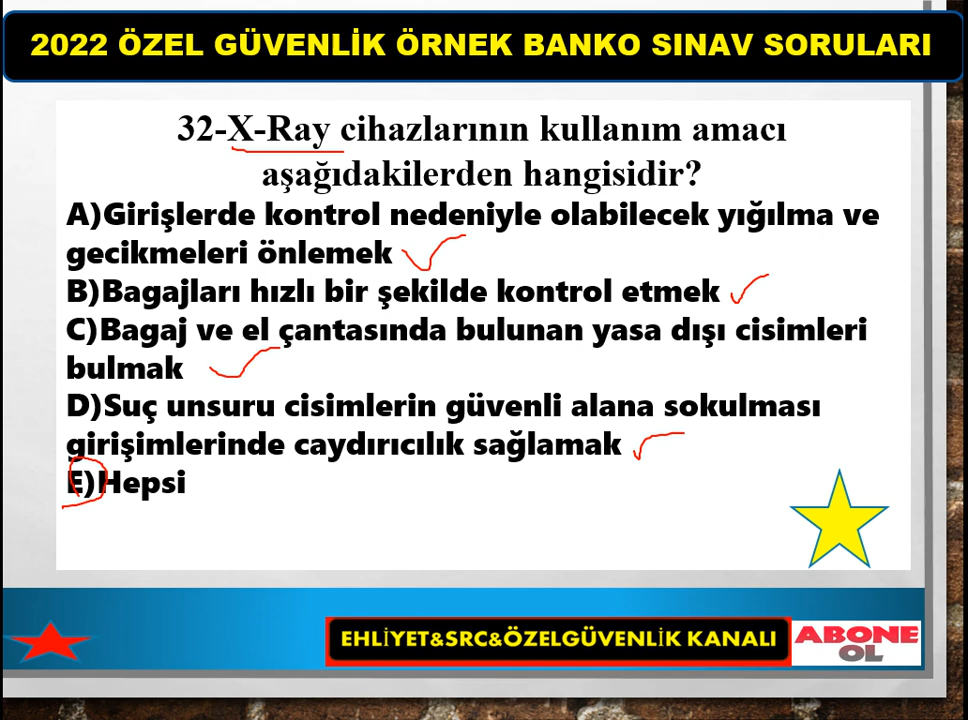 2022 ÖZEL GÜVENLİK ÖRNEK BANKO SINAV SORULARI
32-X-Ray cihazlarının kullanım amacı
aşağıdakilerden hangisidir?
A)Girişlerde kontrol nedeniyle olabilecek yığılma ve
gecikmeleri önlemek
B)Bagajları hızlı bir şekilde kontrol etmek
C)Bagaj ve el çantasında bulunan yasa dışı cisimleri
bulmak
D)Suç unsuru cisimlerin güvenli alana sokulması
girişimlerinde caydırıcılık sağlamak
E)Hepsi
EHLİYET&SRC&ÖZELGÜVENLİK KANALI
ABONE
OL